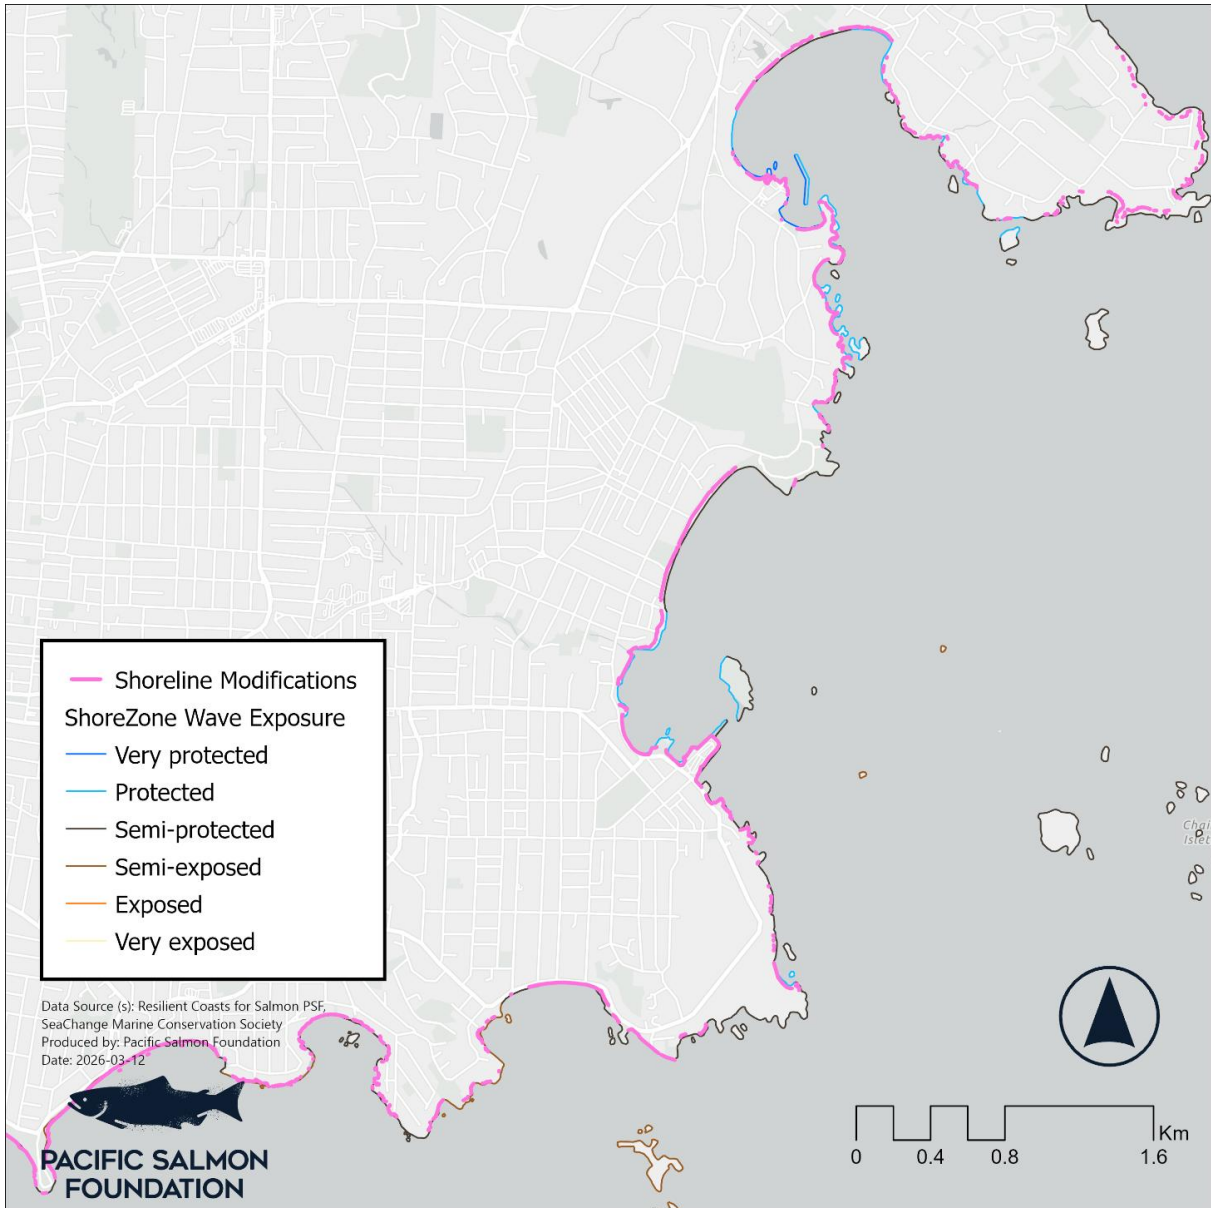 Shoreline Modifications
ShoreZone Wave Exposure
Very protected
Protected
Semi-protected
Semi-exposed
Exposed
Very exposed
Data Source (s): Resilient Coasts for Salmon PSF,
SeaChange Marine Conservation Society
Produced by: Pacific Salmon Foundation
Date: 2026-03-12
PACIFIC SALMON
FOUNDATION
Chai
Islet
Km
0 0.4 0.8 1.6